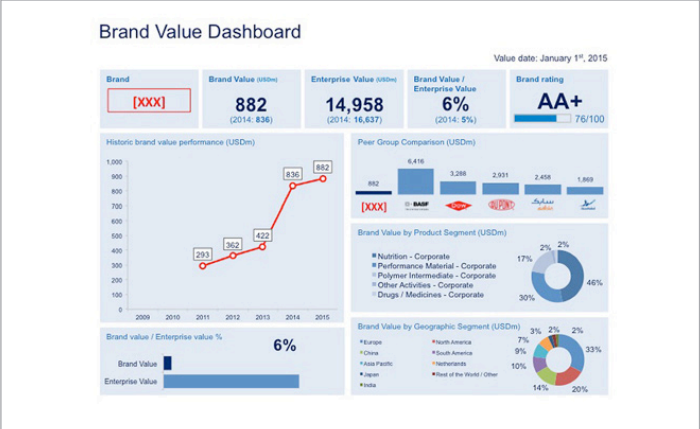 Brand Value Dashboard
Value date: January 1st, 2015
Brand
[XXX]
Brand Value (USDm)
882
(2014: 836)
Enterprise Value (USDm)
14,958
(2014: 16,637)
Brand Value /
Enterprise Value
6%
(2014: 5%)
Brand rating
AA+
76/100
Historic brand value performance (USDm)
1,000
900
800
700
600
500
400
300
200
100
0
293
362
422
836
882
2009 2010 2011 2012 2013 2014 2015
Brand value / Enterprise value %
6%
Brand Value
Enterprise Value
Peer Group Comparison (USDm)
882
6,416
3,288
2,931
2,458
1,869
[XXX]
BASF
DOW
DUPONT
Brand Value by Product Segment (USDm)
Nutrition - Corporate
Performance Material - Corporate
Polymer Intermediate - Corporate
Other Activities - Corporate
Drugs / Medicines - Corporate
2% 2%
17%
46%
30%
Brand Value by Geographic Segment (USDm)
Europe
North America
China
South America
Asia Pacific
Netherlands
Japan
Rest of the World / Other
India
3% 2% 2%
7%
33%
9%
10%
14%
20%